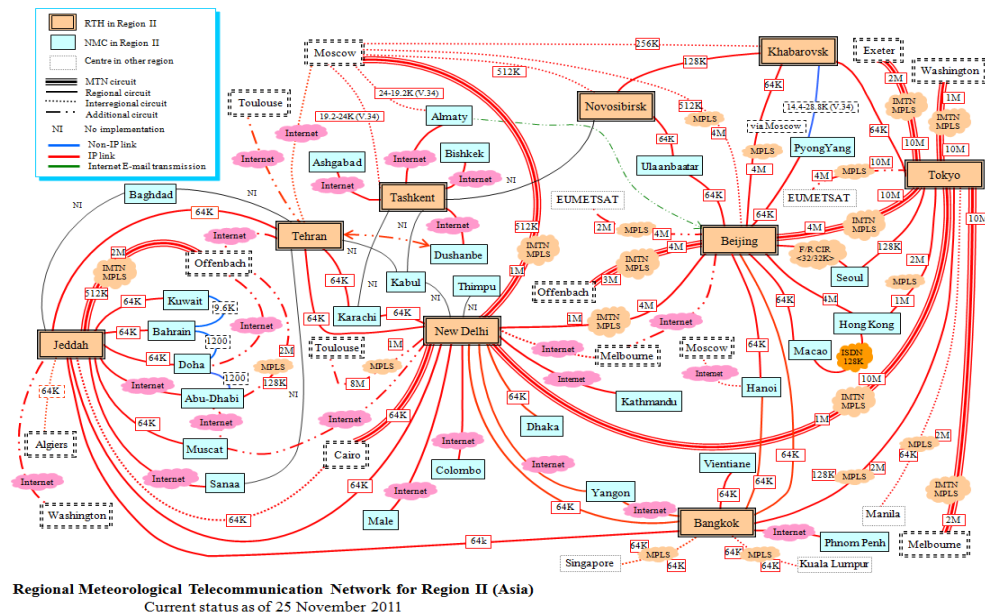 RTH in Region II
NMC in Region II
Centre in other region
MTN circuit
Regional circuit
Interregional circuit
Additional circuit
NI No implementation
Non-IP link
IP link
Internet E-mail transmission
Moscow
256K
Khabarovsk
Exeter
Washington
128K
512K
64K
2M
1M
IMTN
MPLS
IMTN
MPLS
Toulouse
24-19.2K (V.34)
Novosibirsk
14.4-28.8K (V.34)
19.2-24K (V.34)
Almaty
512K
MPLS
4M
via Moscow
64K
10M
10M
Internet
Internet
Ashgabad
Internet
Bishkek
Internet
64K
Ulaanbaatar
PyongYang
MPLS
4M
MPLS
10M
Tokyo
Baghdad
NI
Tashkent
NI
EUMETSAT
EUMETSAT
64K
64K
10M
10M
64K
64K
Internet
Tehran
NI
Internet
Dushanbe
512K
2M
MPLS
4M
Beijing
4M
IMTN
MPLS
2M
IMTN
MPLS
Offenbach
NI
Kabul
NI
Thimpu
NI
IMTN
MPLS
1M
IMTN
MPLS
4M
3M
Offenbach
F/R CIR
<32/32K>
128K
Seoul
2M
512K
64K
Kuwait
9.6K
64K
NI
Karachi
64K
New Delhi
1M
IMTN
MPLS
4M
64K
4M
MPLS
1M
Hong Kong
64K
Bahrain
1200
Internet
Toulouse
1M
Internet
Melbourne
Internet
Moscow
Macao
ISDN
128K
Jeddah
64K
Doha
2M
MPLS
128K
8M
MPLS
Internet
Internet
Hanoi
10M
IMTN
MPLS
1M
64K
Internet
1200
Abu-Dhabi
NI
64K
Kathmandu
Internet
64K
Dhaka
Algiers
Muscat
Internet
Cairo
Internet
Colombo
Internet
64K
64K
MPLS
2M
64K
Internet
Internet
Sanaa
Vientiane
128K
MPLS
2M
IMTN
MPLS
Washington
64K
Internet
Male
Yangon
Internet
64K
64K
Manila
Bangkok
2M
64k
Internet
Phnom Penh
Melbourne
Singapore
64K
MPLS
64K
64K
MPLS
64K
Kuala Lumpur
Regional Meteorological Telecommunication Network for Region II (Asia)
Current status as of 25 November 2011